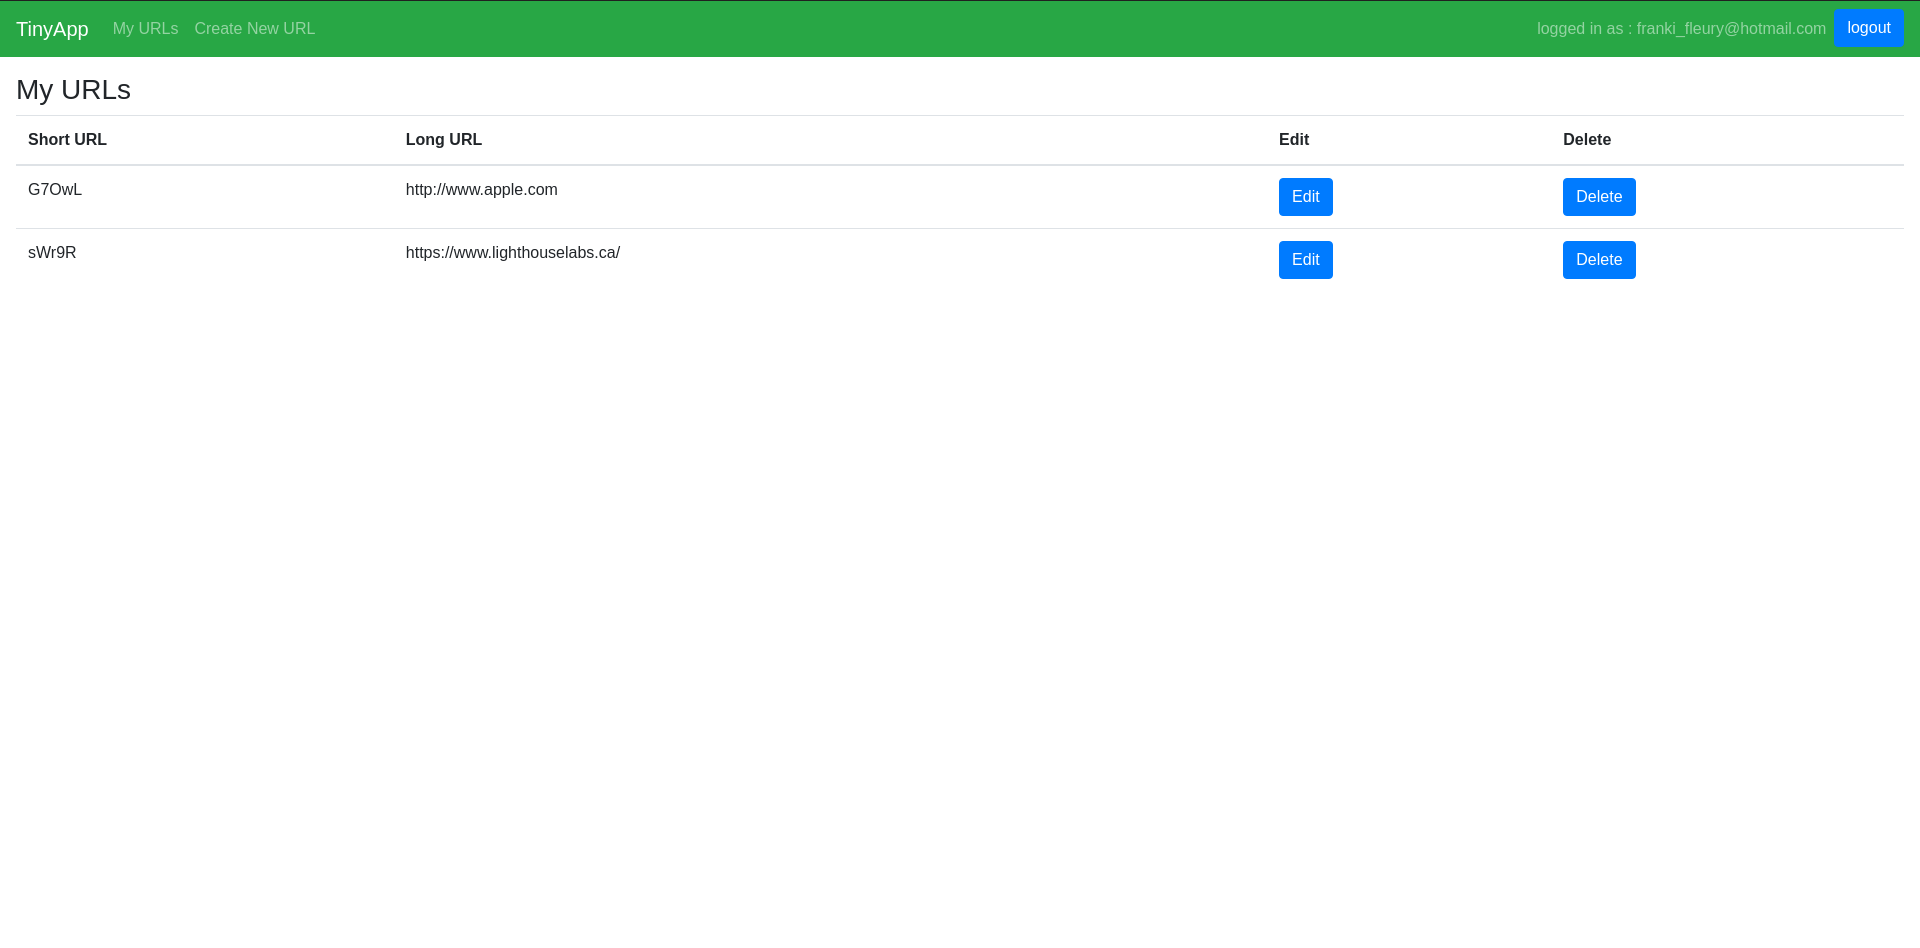 TinyApp My URLs Create New URL logged in as : franki_fleury@hotmail.com logout
My URLs
Short URL Long URL Edit Delete
G7OwL http://www.apple.com Edit Delete
sWr9R https://www.lighthouselabs.ca/ Edit Delete